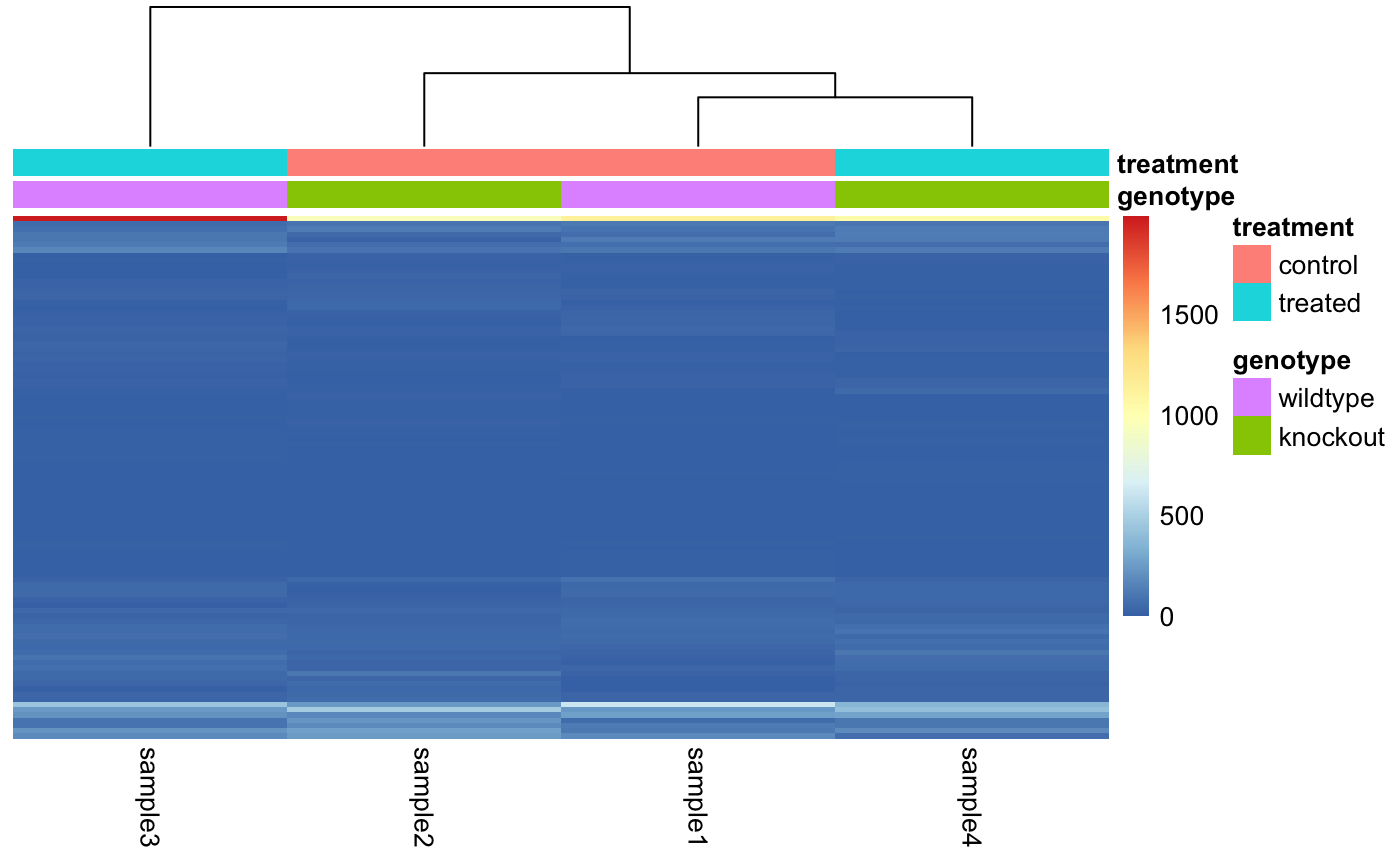 treatment
genotype
treatment
control
treated
1500
genotype
wildtype
1000
knockout
500
0
sample3
sample2
sample1
sample4